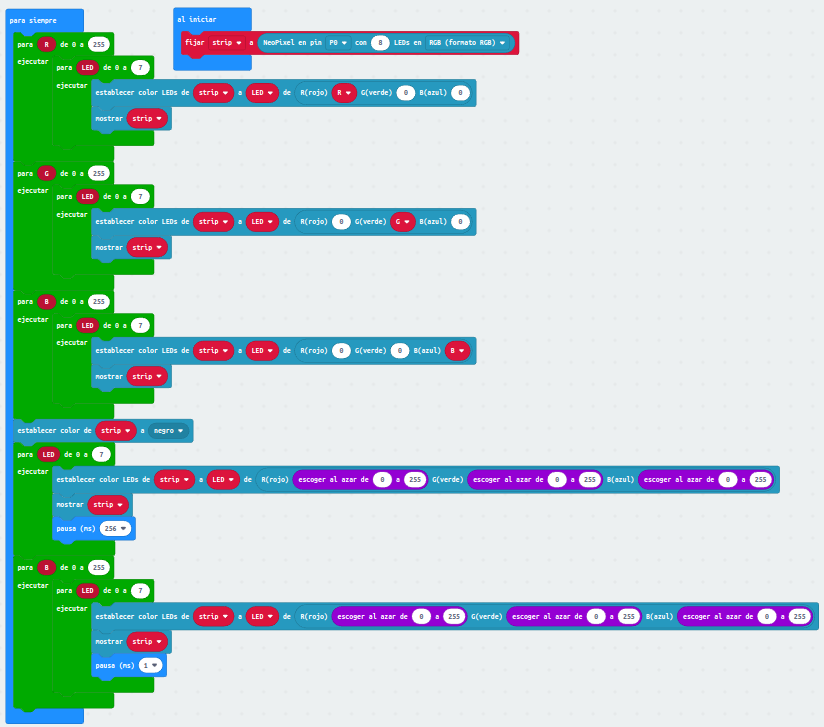 para siempre
al iniciar
fijar strip a NeoPixel en pin P0 con 8 LEDs en RGB (formato RGB)
para R de 0 a 255
ejecutar
para LED de 0 a 7
ejecutar
establecer color LEDs de strip a LED de R(rojo) R G(verde) 0 B(azul) 0
mostrar strip
para G de 0 a 255
ejecutar
para LED de 0 a 7
ejecutar
establecer color LEDs de strip a LED de R(rojo) 0 G(verde) G B(azul) 0
mostrar strip
para B de 0 a 255
ejecutar
para LED de 0 a 7
ejecutar
establecer color LEDs de strip a LED de R(rojo) 0 G(verde) 0 B(azul) B
mostrar strip
establecer color de strip a negro
para LED de 0 a 7
ejecutar
establecer color LEDs de strip a LED de R(rojo) escoger al azar de 0 a 255 G(verde) escoger al azar de 0 a 255 B(azul) escoger al azar de 0 a 255
mostrar strip
pausa (ms) 256
para B de 0 a 255
ejecutar
para LED de 0 a 7
ejecutar
establecer color LEDs de strip a LED de R(rojo) escoger al azar de 0 a 255 G(verde) escoger al azar de 0 a 255 B(azul) escoger al azar de 0 a 255
mostrar strip
pausa (ms) 1